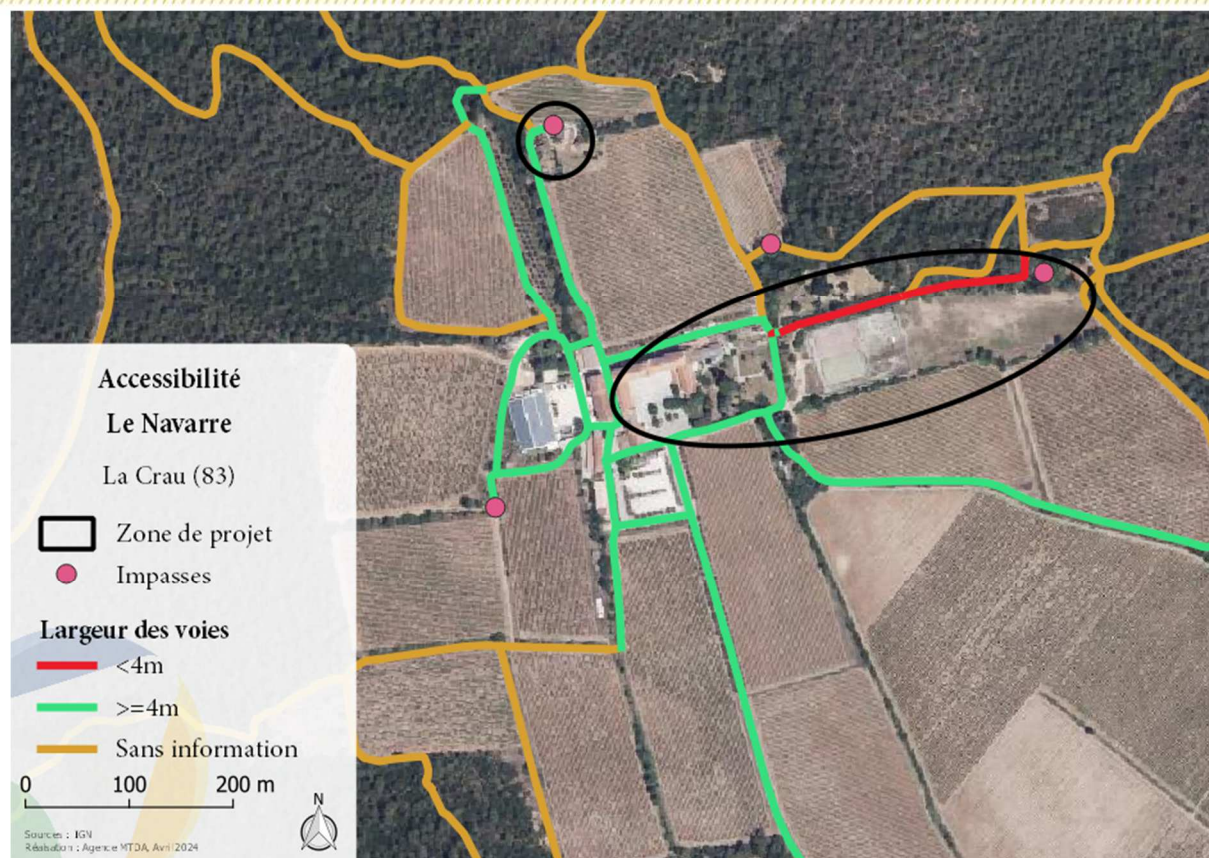 Accessibilité
Le Navarre
La Crau (83)
Zone de projet
Impasses
Largeur des voies
<4m
>=4m
Sans information
0 100 200 m
N
Sources : IGN
Réalisation : Agence MTDA, Avril 2024